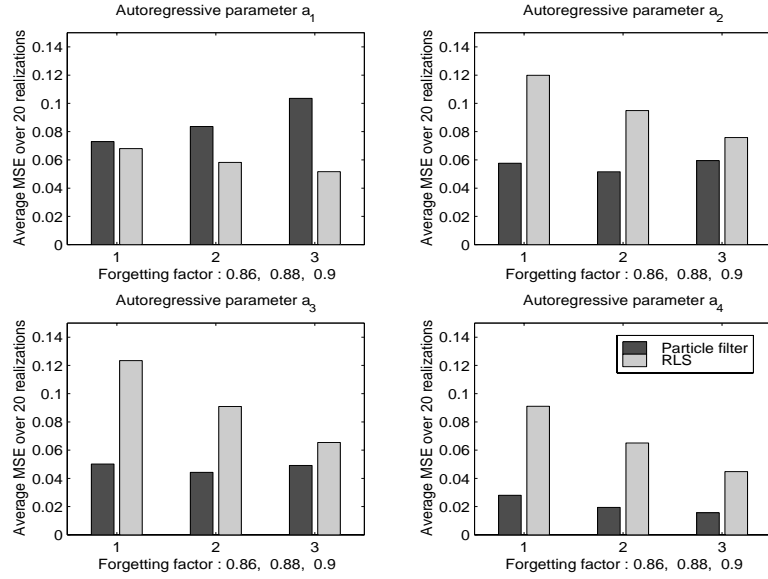 Autoregressive parameter a1
Average MSE over 20 realizations
0.14
0.12
0.1
0.08
0.06
0.04
0.02
0
1 2 3
Forgetting factor : 0.86, 0.88, 0.9
Autoregressive parameter a2
Average MSE over 20 realizations
0.14
0.12
0.1
0.08
0.06
0.04
0.02
0
1 2 3
Forgetting factor : 0.86, 0.88, 0.9
Autoregressive parameter a3
Average MSE over 20 realizations
0.14
0.12
0.1
0.08
0.06
0.04
0.02
0
1 2 3
Forgetting factor : 0.86, 0.88, 0.9
Autoregressive parameter a4
Average MSE over 20 realizations
0.14
0.12
0.1
0.08
0.06
0.04
0.02
0
Particle filter
RLS
1 2 3
Forgetting factor : 0.86, 0.88, 0.9